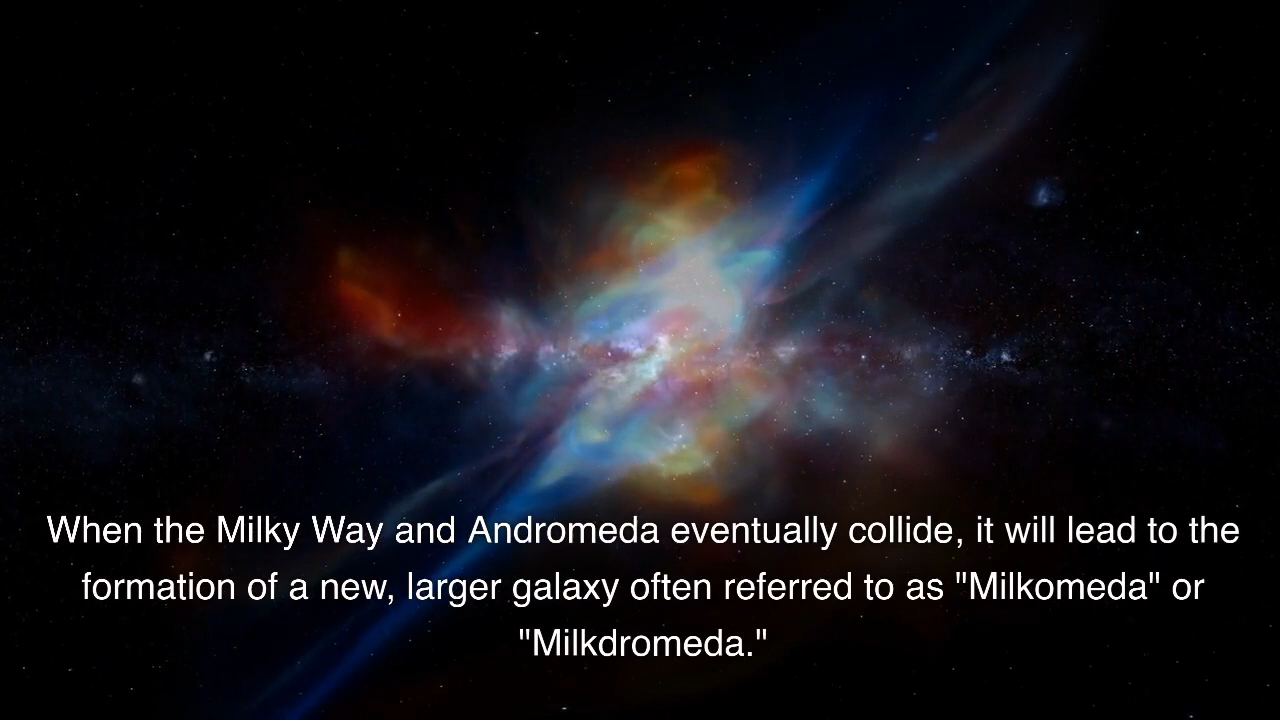 When the Milky Way and Andromeda eventually collide, it will lead to the
formation of a new, larger galaxy often referred to as "Milkomeda" or
"Milkdromeda."